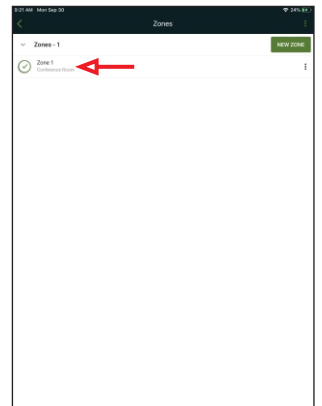 9:21 AM Mon Sep 30 24%
Zones
Zones - 1 NEW ZONE
Zone 1
Conference Room